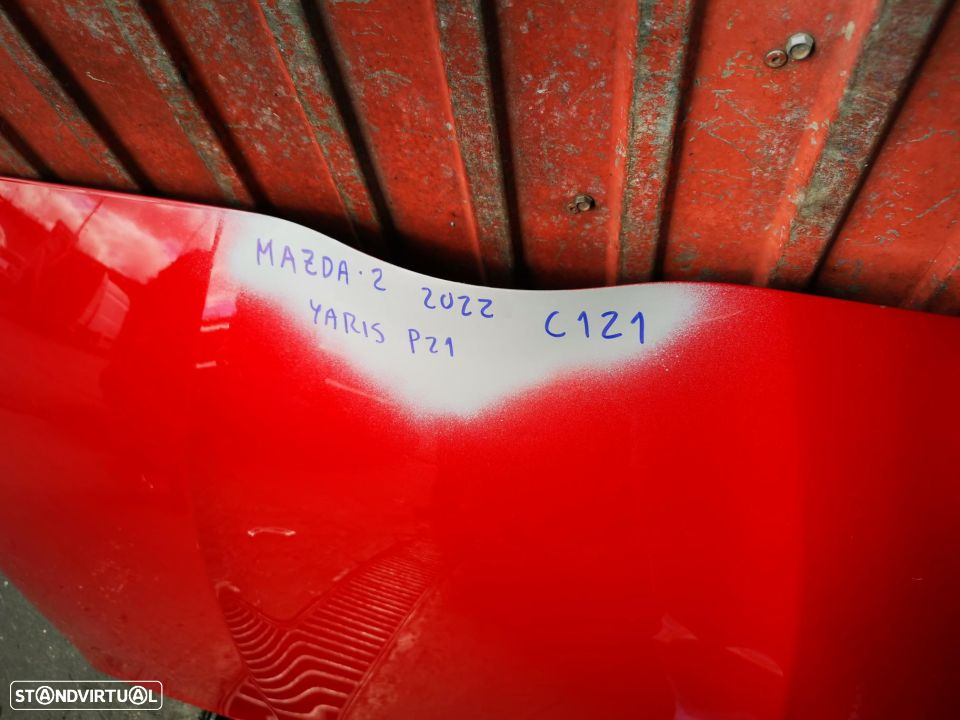 MAZDA·2 2022
YARIS P21 C121
STANDVIRTUAL